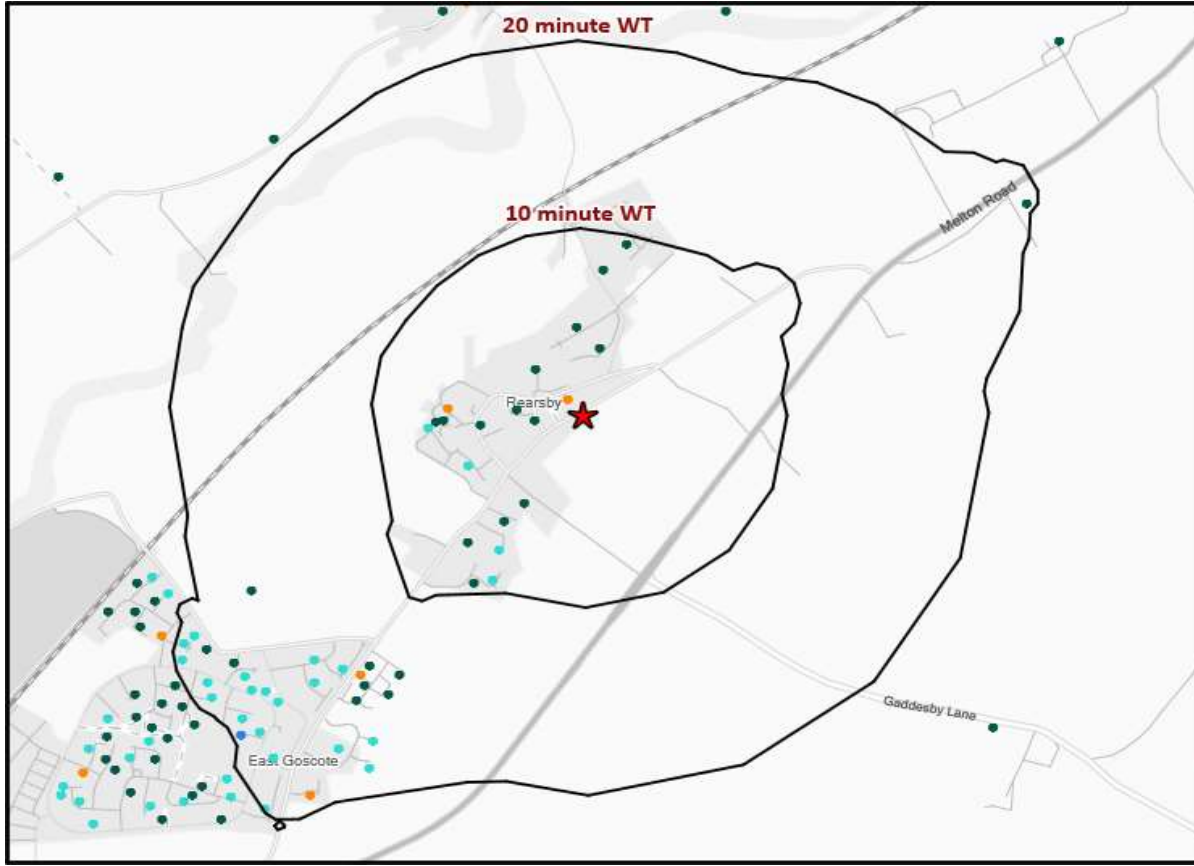 20 minute WT
10 minute WT
Melton Road
Rearsby
Gaddesby Lane
East Goscote